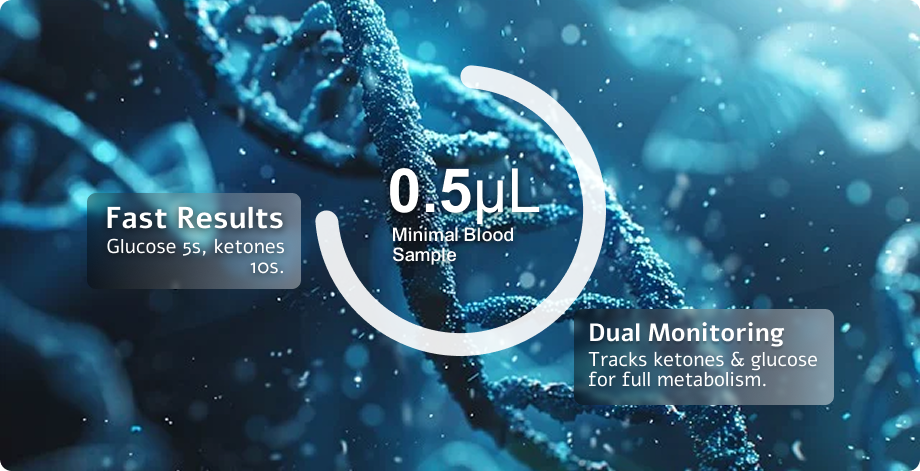 0.5µL
Minimal Blood
Sample
Fast Results
Glucose 5s, ketones
10s.
Dual Monitoring
Tracks ketones & glucose
for full metabolism.